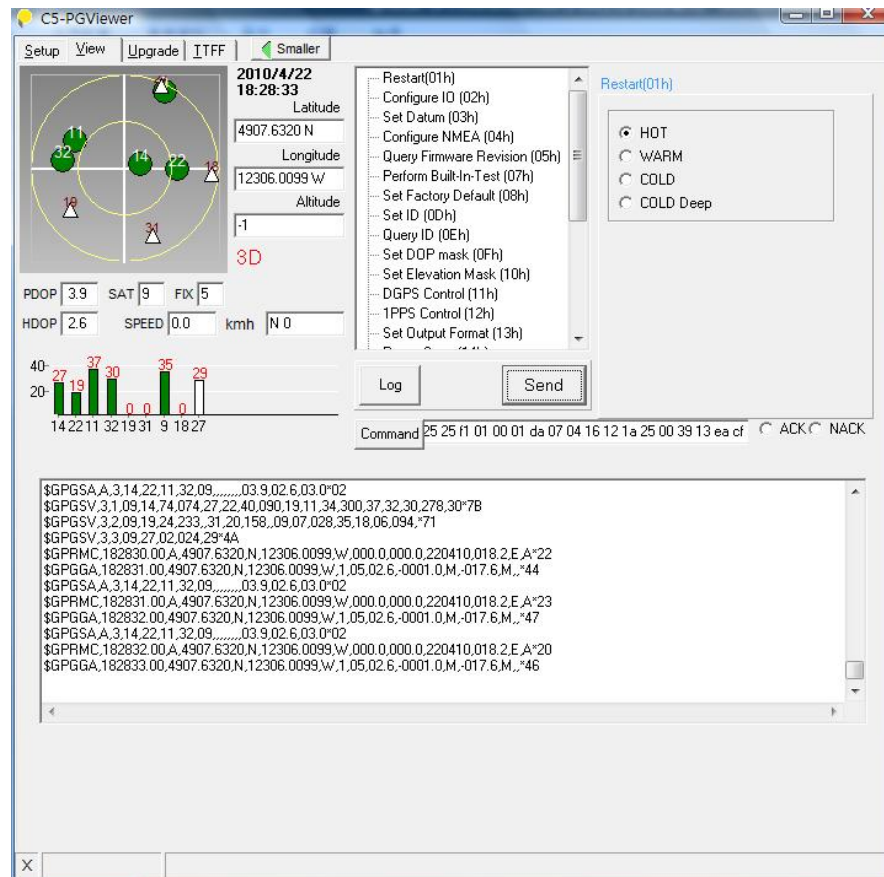 C5-PGViewer
Setup View Upgrade TTFF Smaller
2010/4/22
18:28:33
Latitude
4907.6320 N
Longitude
12306.0099 W
Altitude
-1
3D
11
32
14
22
18
19
31
PDOP 3.9 SAT 9 FIX 5
HDOP 2.6 SPEED 0.0 kmh N 0
40
20
27 19 37 30 0 0 35 0 29
14 22 11 32 19 31 9 18 27
Restart(01h)
Configure IO (02h)
Set Datum (03h)
Configure NMEA (04h)
Query Firmware Revision (05h)
Perform Built-In-Test (07h)
Set Factory Default (08h)
Set ID (0Dh)
Query ID (0Eh)
Set DOP mask (0Fh)
Set Elevation Mask (10h)
DGPS Control (11h)
1PPS Control (12h)
Set Output Format (13h)
Restart(01h)
HOT
WARM
COLD
COLD Deep
Log Send
Command 25 25 f1 01 00 01 da 07 04 16 12 1a 25 00 39 13 ea cf ACK NACK
$GPGSA,A,3,14,22,11,32,09,,,,,,,,03.9,02.6,03.0*02
$GPGSV,3,1,09,14,74,074,27,22,40,090,19,11,34,300,37,32,30,278,30*7B
$GPGSV,3,2,09,19,24,233,,31,20,158,,09,07,028,35,18,06,094,*71
$GPGSV,3,3,09,27,02,024,29*4A
$GPRMC,182830.00,A,4907.6320,N,12306.0099,W,000.0,000.0,220410,018.2,E,A*22
$GPGGA,182831.00,4907.6320,N,12306.0099,W,1,05,02.6,-0001.0,M,-017.6,M,,*44
$GPGSA,A,3,14,22,11,32,09,,,,,,,,03.9,02.6,03.0*02
$GPRMC,182831.00,A,4907.6320,N,12306.0099,W,000.0,000.0,220410,018.2,E,A*23
$GPGGA,182832.00,4907.6320,N,12306.0099,W,1,05,02.6,-0001.0,M,-017.6,M,,*47
$GPGSA,A,3,14,22,11,32,09,,,,,,,,03.9,02.6,03.0*02
$GPRMC,182832.00,A,4907.6320,N,12306.0099,W,000.0,000.0,220410,018.2,E,A*20
$GPGGA,182833.00,4907.6320,N,12306.0099,W,1,05,02.6,-0001.0,M,-017.6,M,,*46
X